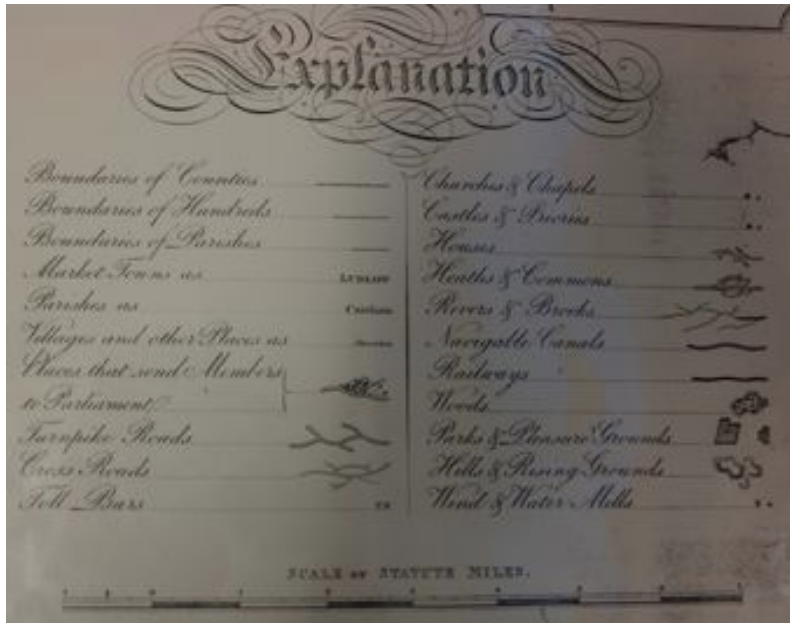 Explanation
Boundaries of Counties
Boundaries of Hundreds
Boundaries of Parishes
Market Towns as LUDLOW
Parishes as
Villages and other Places as
Places that send Members
to Parliament
Turnpike Roads
Cross Roads
Toll Bars TB
Churches & Chapels
Castles & Priories
Houses
Heaths & Commons
Rivers & Brooks
Navigable Canals
Railways
Woods
Parks & Pleasure Grounds
Hills & Rising Grounds
Wind & Water Mills
SCALE OF STATUTE MILES.